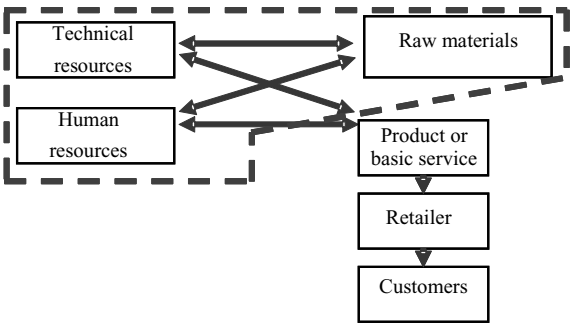 Technical
resources
Raw materials
Human
resources
Product or
basic service
Retailer
Customers